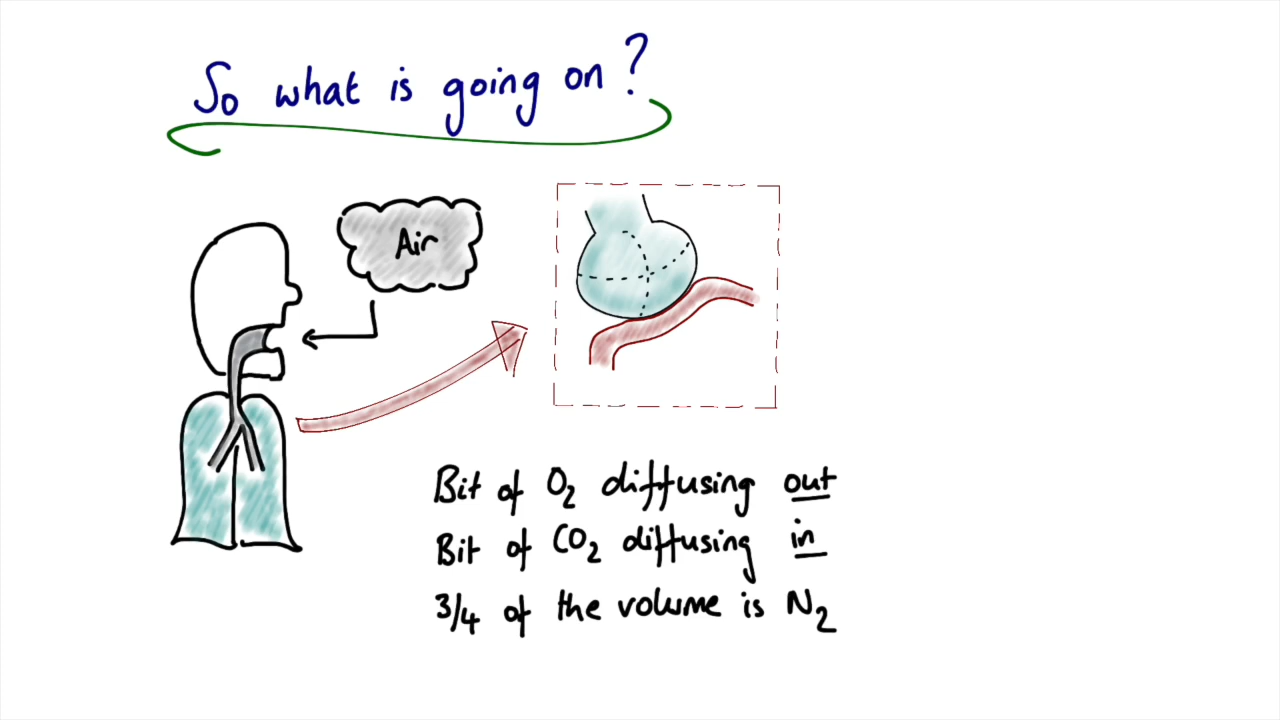 So what is going on?
Air
Bit of O₂ diffusing out
Bit of CO₂ diffusing in
3/4 of the volume is N₂